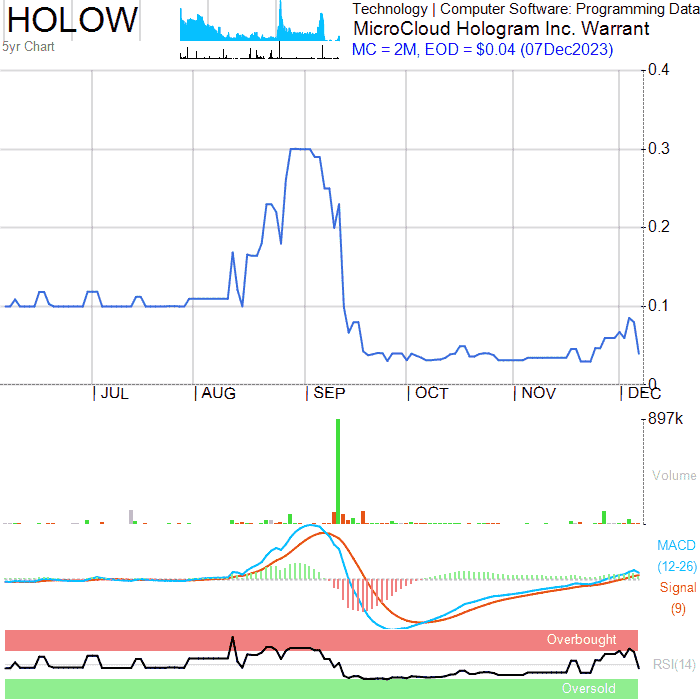 HOLOW
5yr Chart
Technology | Computer Software: Programming Data
MicroCloud Hologram Inc. Warrant
MC = 2M, EOD = $0.04 (07Dec2023)
0.4
0.3
0.2
0.1
0
JUL
AUG
SEP
OCT
NOV
DEC
897k
Volume
MACD
(12-26)
Signal
(9)
Overbought
RSI(14)
Oversold